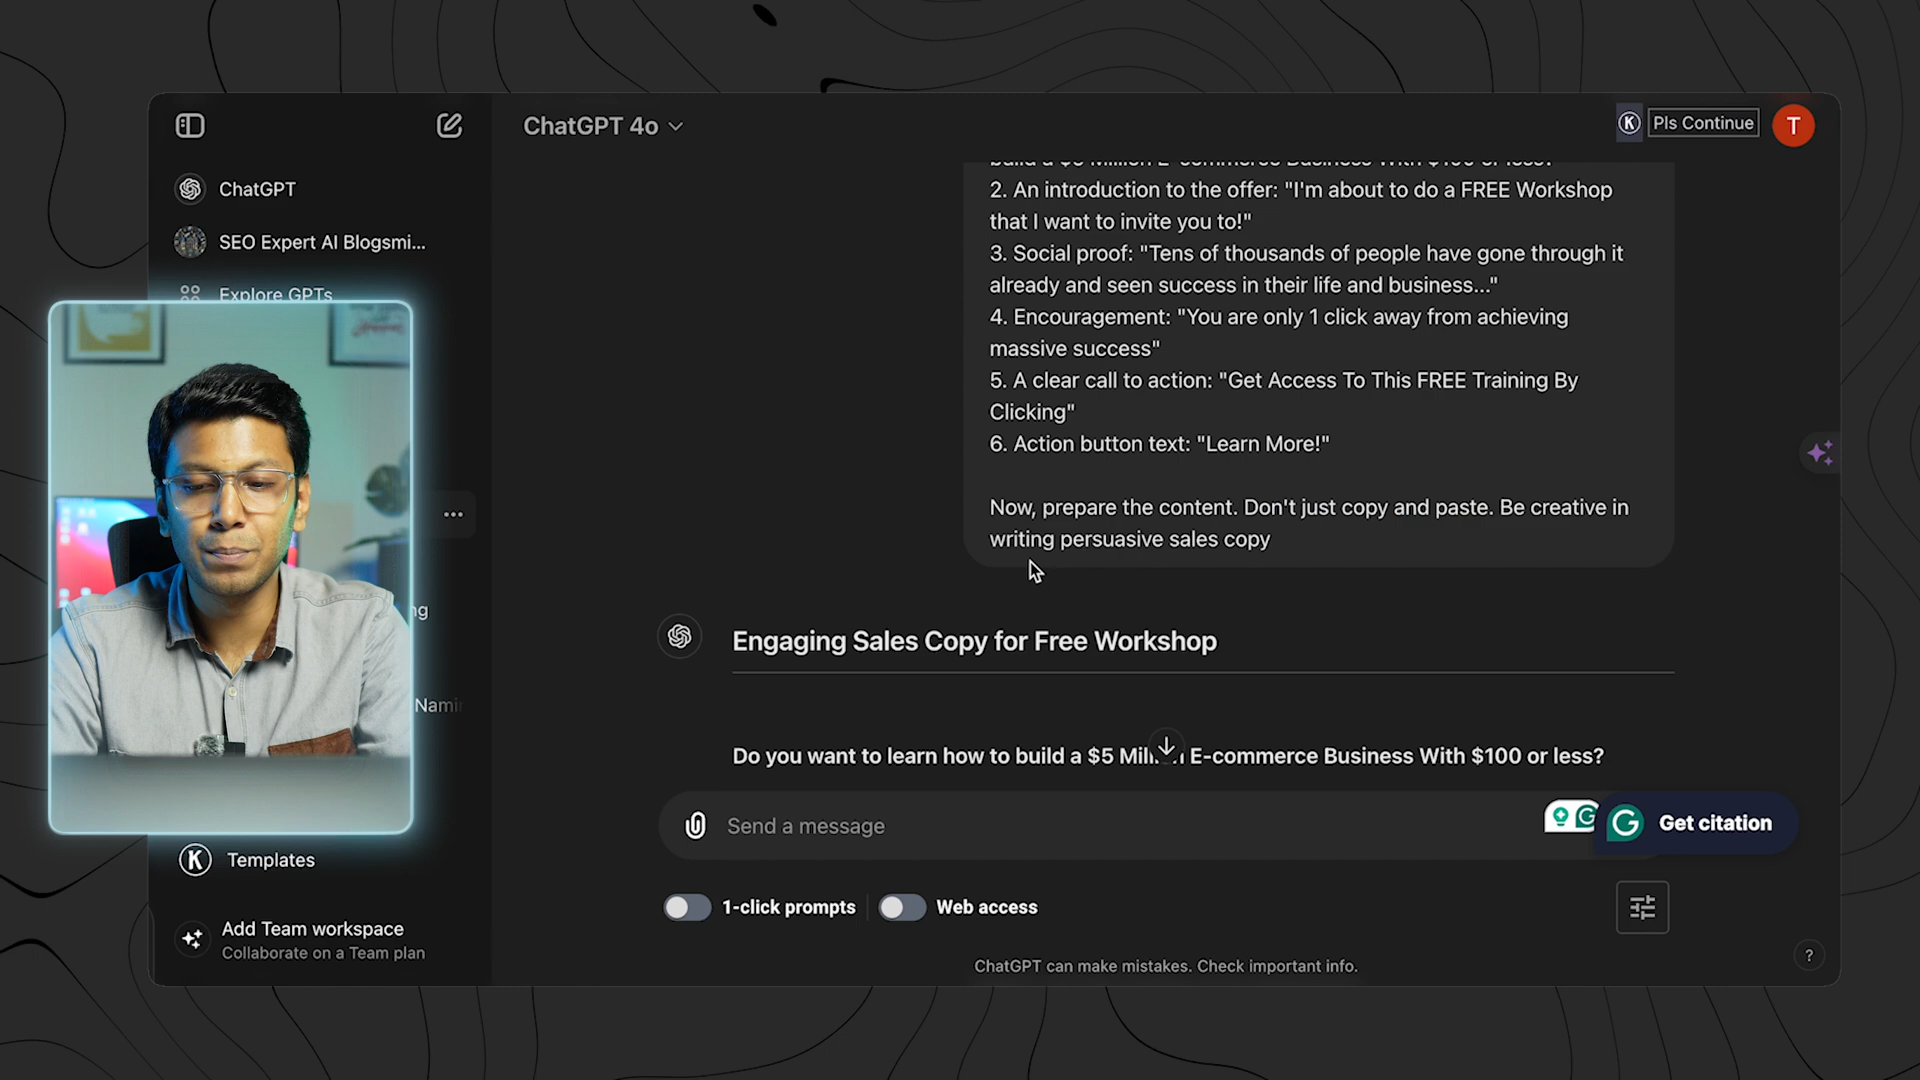 ChatGPT 4o
Pls Continue
T
ChatGPT
SEO Expert AI Blogsmi...
Explore GPTs
ng
Namin
K
Templates
Add Team workspace
Collaborate on a Team plan
2. An introduction to the offer: "I'm about to do a FREE Workshop
that I want to invite you to!"
3. Social proof: "Tens of thousands of people have gone through it
already and seen success in their life and business..."
4. Encouragement: "You are only 1 click away from achieving
massive success"
5. A clear call to action: "Get Access To This FREE Training By
Clicking"
6. Action button text: "Learn More!"
Now, prepare the content. Don't just copy and paste. Be creative in
writing persuasive sales copy
Engaging Sales Copy for Free Workshop
Do you want to learn how to build a $5 Million E-commerce Business With $100 or less?
Send a message
Get citation
1-click prompts
Web access
ChatGPT can make mistakes. Check important info.
?